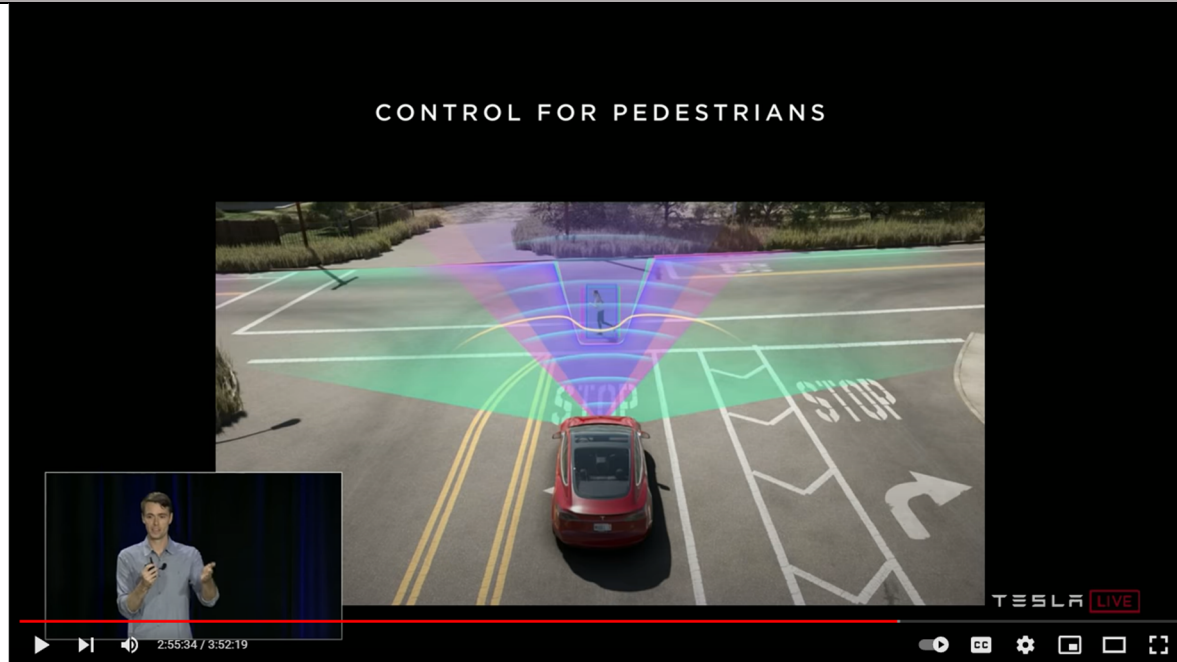 CONTROL FOR PEDESTRIANS
STOP
STOP
TESLA LIVE
2:55:34 / 3:52:19
CC